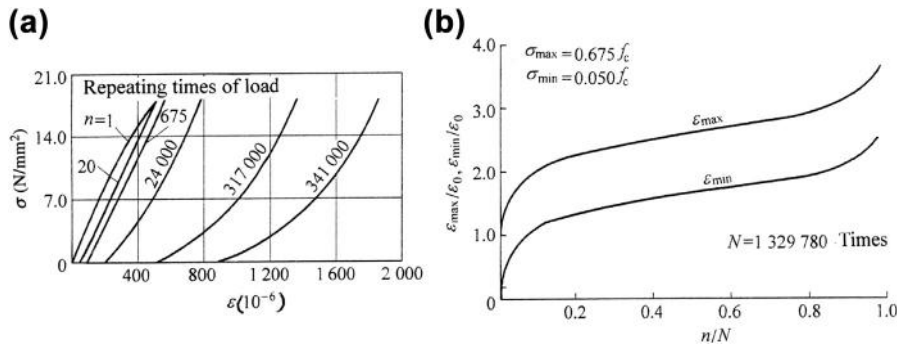 (a)
21.0
Repeating times of load
n=1
675
14.0
20
24 000
317 000
341 000
7.0
0
σ (N/mm²)
400
800
1 200
1 600
2 000
ε(10⁻⁶)
(b)
4.0
σmax=0.675fc
σmin=0.050fc
3.0
εmax
2.0
εmin
1.0
N=1 329 780 Times
0
εmax/ε0, εmin/ε0
0.2
0.4
0.6
0.8
1.0
n/N